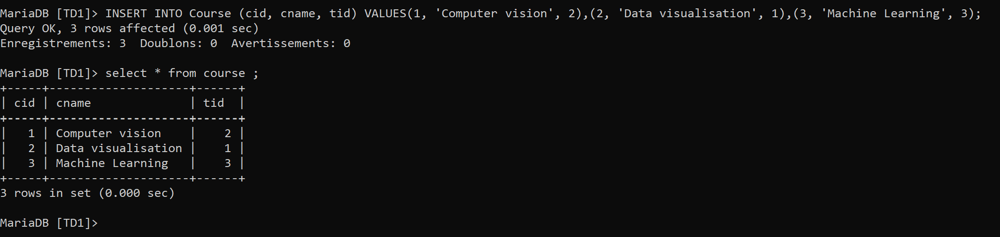 MariaDB [TD1]> INSERT INTO Course (cid, cname, tid) VALUES(1, 'Computer vision', 2),(2, 'Data visualisation', 1),(3, 'Machine Learning', 3);
Query OK, 3 rows affected (0.001 sec)
Enregistrements: 3  Doublons: 0  Avertissements: 0

MariaDB [TD1]> select * from course ;
+-----+--------------------+------+
| cid | cname              | tid  |
+-----+--------------------+------+
|   1 | Computer vision    |    2 |
|   2 | Data visualisation |    1 |
|   3 | Machine Learning   |    3 |
+-----+--------------------+------+
3 rows in set (0.000 sec)

MariaDB [TD1]>